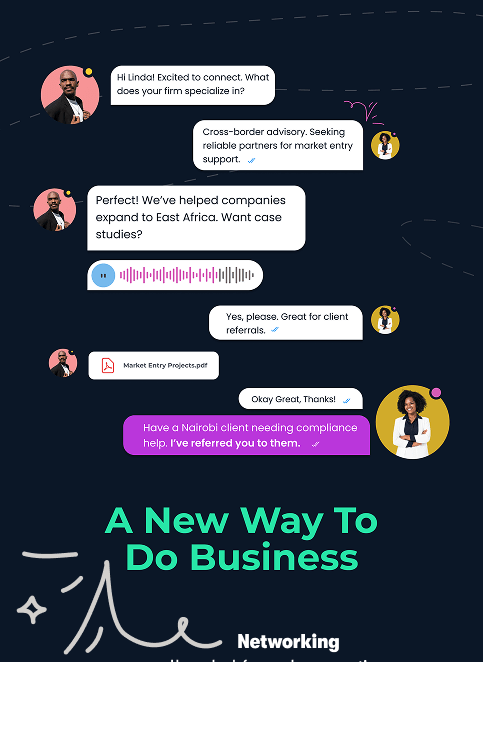 Hi Linda! Excited to connect. What
does your firm specialize in?
Cross-border advisory. Seeking
reliable partners for market entry
support.
Perfect! We’ve helped companies
expand to East Africa. Want case
studies?
Yes, please. Great for client
referrals.
Market Entry Projects.pdf
Okay Great, Thanks!
Have a Nairobi client needing compliance
help. I’ve referred you to them.
A New Way To
Do Business
Networking